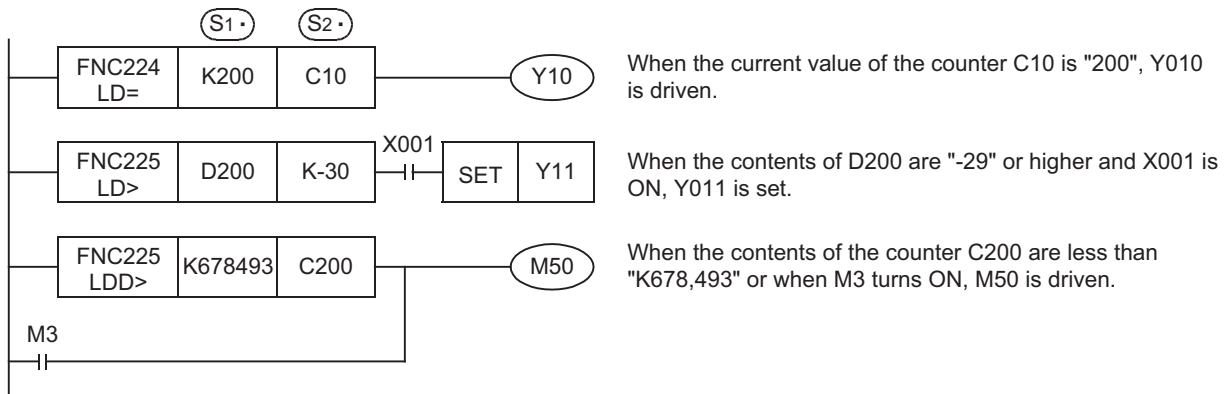 S1· S2·
FNC224 LD= K200 C10 Y10
When the current value of the counter C10 is "200", Y010
is driven.
FNC225 LD> D200 K-30 X001 SET Y11
When the contents of D200 are "-29" or higher and X001 is
ON, Y011 is set.
FNC225 LDD> K678493 C200 M50
When the contents of the counter C200 are less than
"K678,493" or when M3 turns ON, M50 is driven.
M3